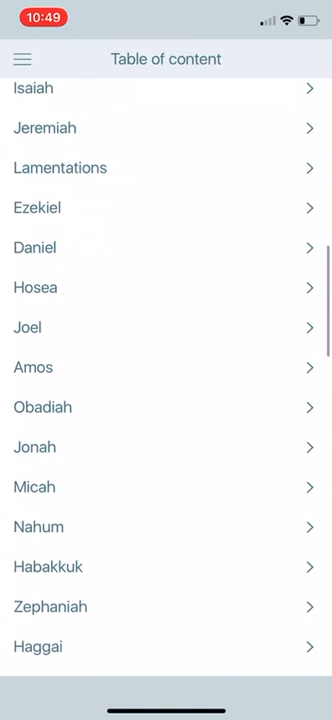 10:49
Table of content
Isaiah
Jeremiah
Lamentations
Ezekiel
Daniel
Hosea
Joel
Amos
Obadiah
Jonah
Micah
Nahum
Habakkuk
Zephaniah
Haggai